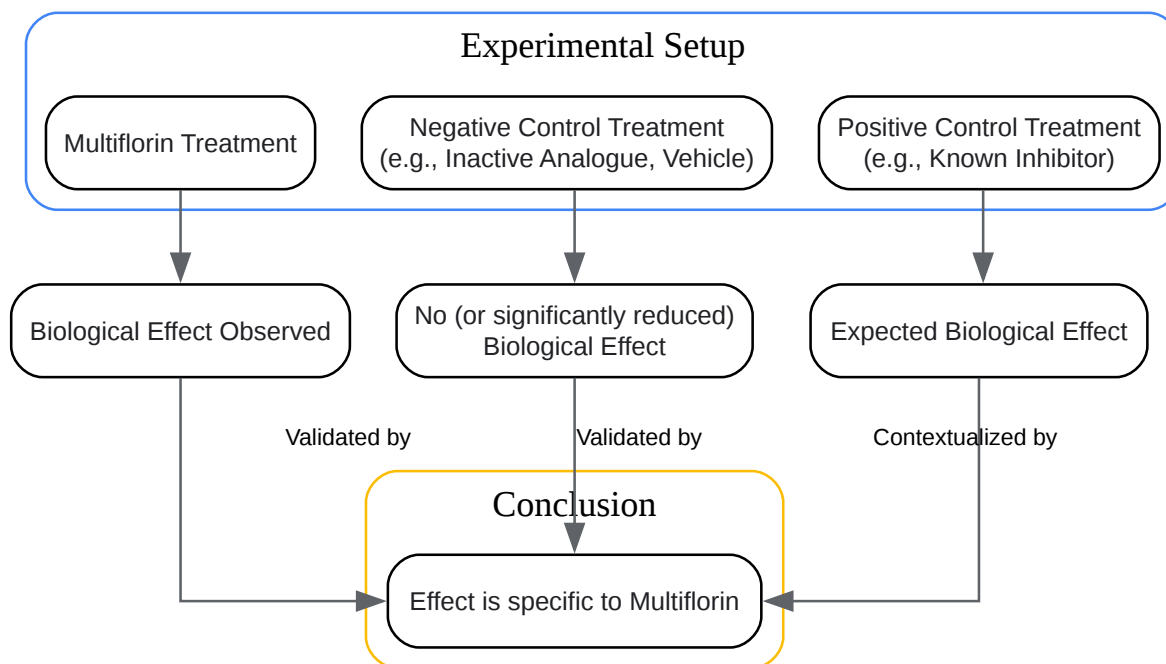 Experimental Setup
Multiflorin Treatment
Negative Control Treatment
(e.g., Inactive Analogue, Vehicle)
Positive Control Treatment
(e.g., Known Inhibitor)
Biological Effect Observed
No (or significantly reduced)
Biological Effect
Expected Biological Effect
Validated by
Validated by
Contextualized by
Conclusion
Effect is specific to Multiflorin